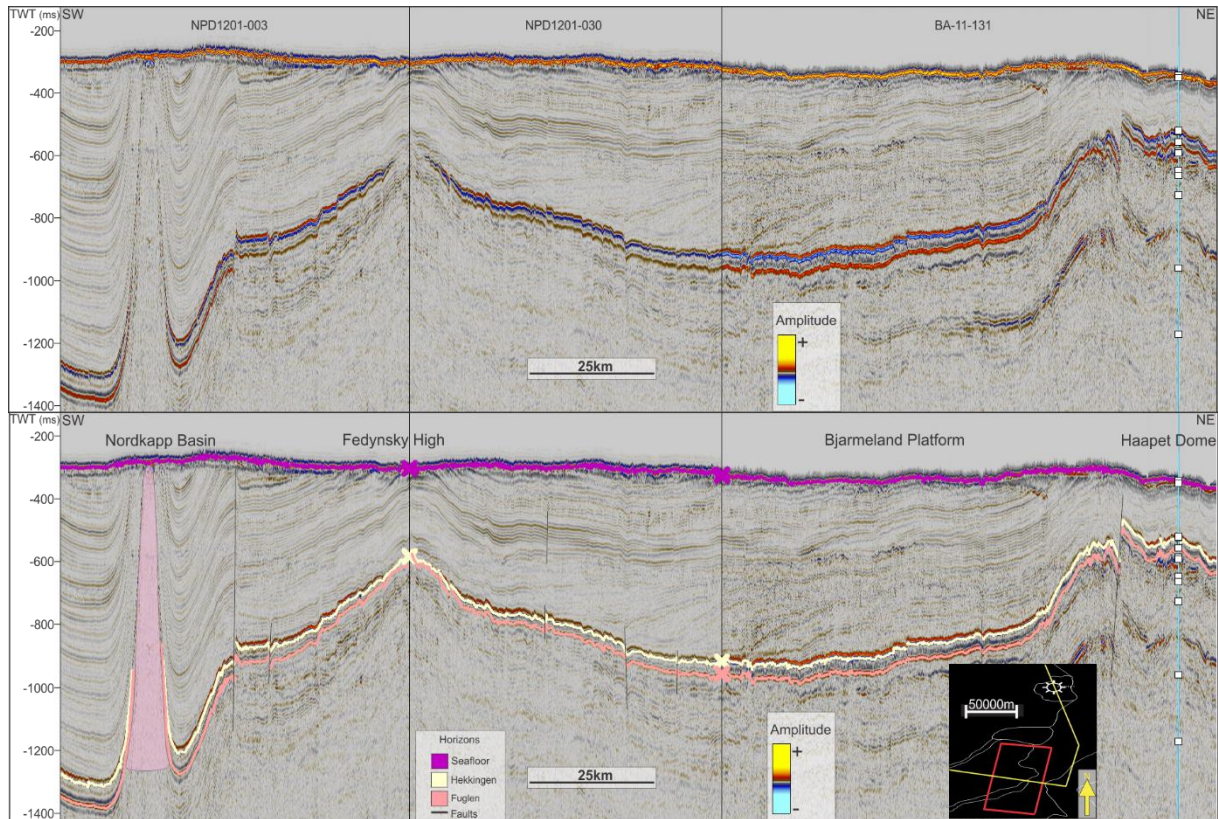 TWT (ms) SW NE
NPD1201-003 NPD1201-030 BA-11-131
-200
-400
-600
-800
-1000
-1200
-1400
Amplitude
+
-
25km
TWT (ms) SW NE
Nordkapp Basin Fedynsky High Bjarmeland Platform Haapet Dome
-200
-400
-600
-800
-1000
-1200
-1400
Horizons
Seafloor
Hekkingen
Fuglen
Faults
25km
Amplitude
+
-
50000m